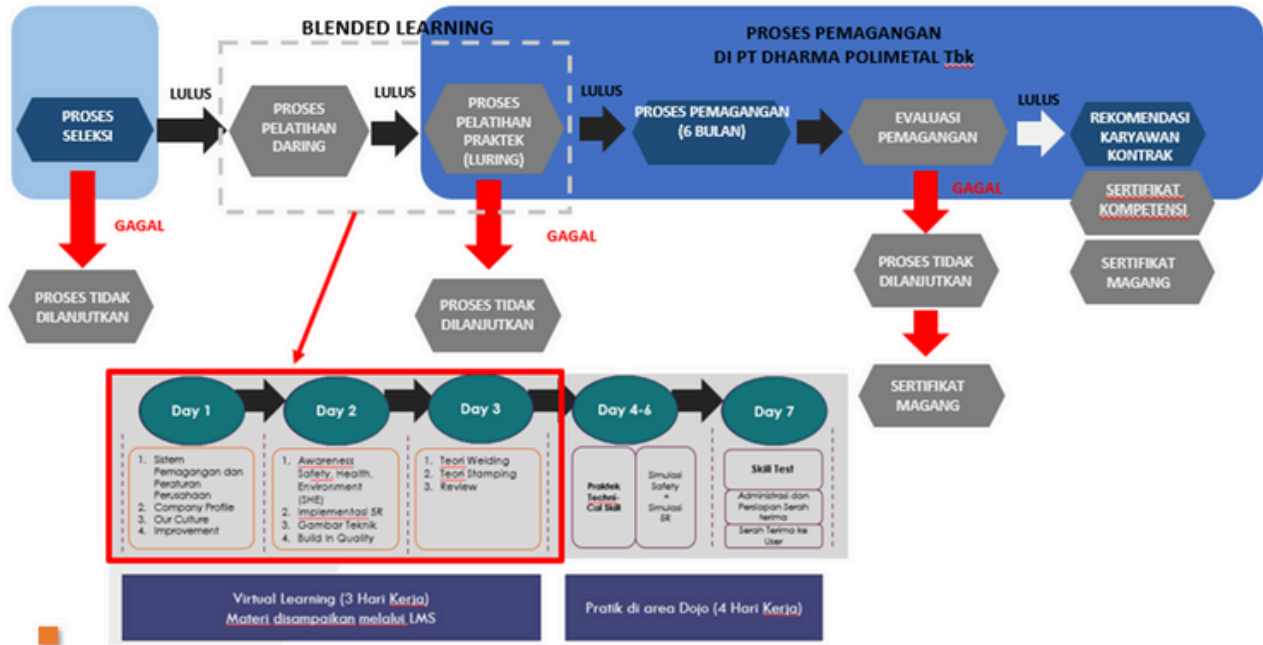 BLENDED LEARNING
PROSES PEMAGANGAN
DI PT DHARMA POLIMETAL Tbk
PROSES
SELEKSI
LULUS
PROSES
PELATIHAN
DARING
LULUS
PROSES
PELATIHAN
PRAKTEK
(LURING)
LULUS
PROSES PEMAGANGAN
(6 BULAN)
EVALUASI
PEMAGANGAN
LULUS
REKOMENDASI
KARYAWAN
KONTRAK
SERTIFIKAT
KOMPETENSI
SERTIFIKAT
MAGANG
GAGAL
PROSES TIDAK
DILANJUTKAN
GAGAL
PROSES TIDAK
DILANJUTKAN
GAGAL
PROSES TIDAK
DILANJUTKAN
SERTIFIKAT
MAGANG
Day 1
Day 2
Day 3
Day 4-6
Day 7
1. Sistem
Pemagangan dan
Peraturan
Perusahaan
2. Company Profile
3. Our Culture
4. Improvement
1. Awareness
Safety, Health,
Environment
(SHE)
2. Implementasi 5R
3. Gambar Teknik
4. Build In Quality
1. Teori Welding
2. Teori Stamping
3. Review
Praktek
Techni-
Cal Skill
Simulasi
Safety
+
Simulasi
5R
Skill Test
Administrasi dan
Persiapan Serah
terima
Serah Terima ke
User
Virtual Learning (3 Hari Kerja)
Materi disampaikan melalui LMS
Pratik di area Dojo (4 Hari Kerja)